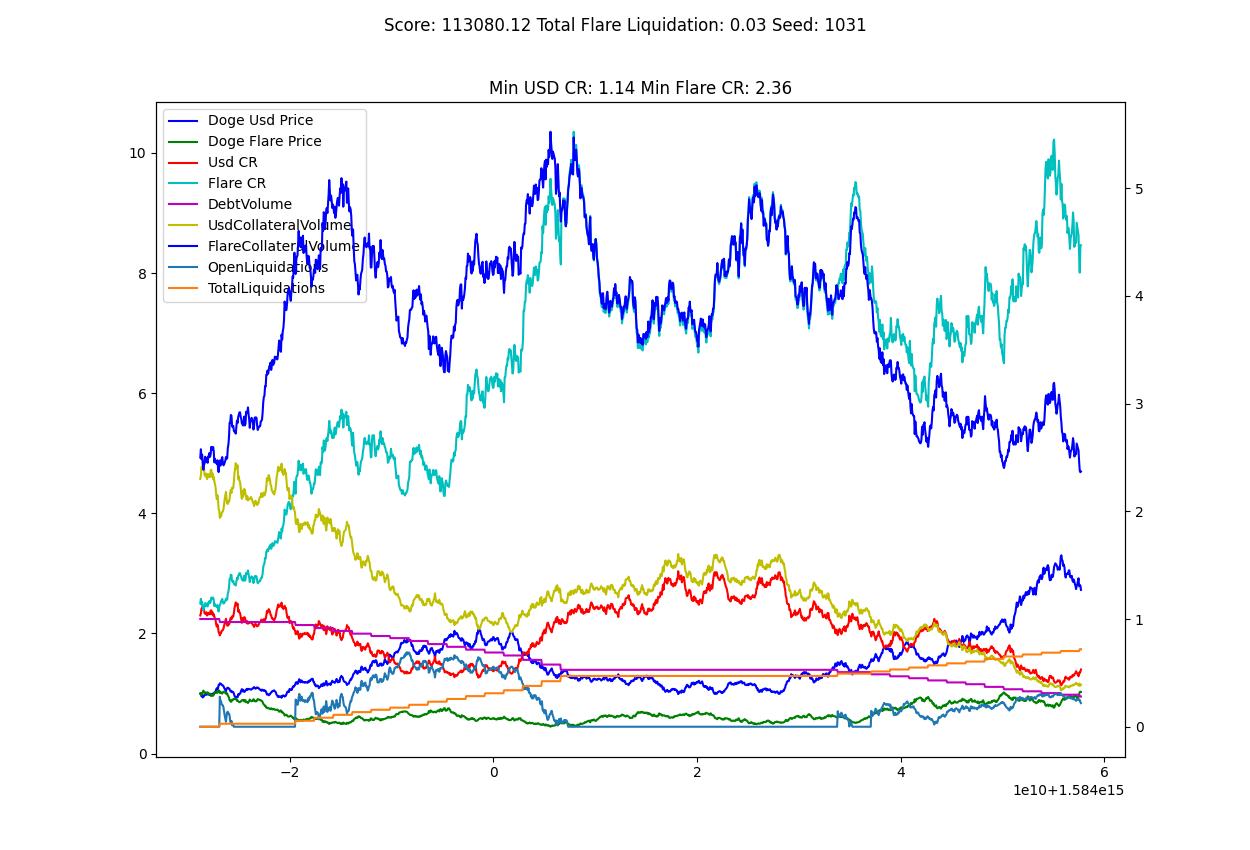 Score: 113080.12 Total Flare Liquidation: 0.03 Seed: 1031
Min USD CR: 1.14 Min Flare CR: 2.36
Doge Usd Price
Doge Flare Price
Usd CR
Flare CR
DebtVolume
UsdCollateralVolume
FlareCollateralVolume
OpenLiquidations
TotalLiquidations
10
8
6
4
2
0
5
4
3
2
1
0
−2
0
2
4
6
1e10+1.584e15